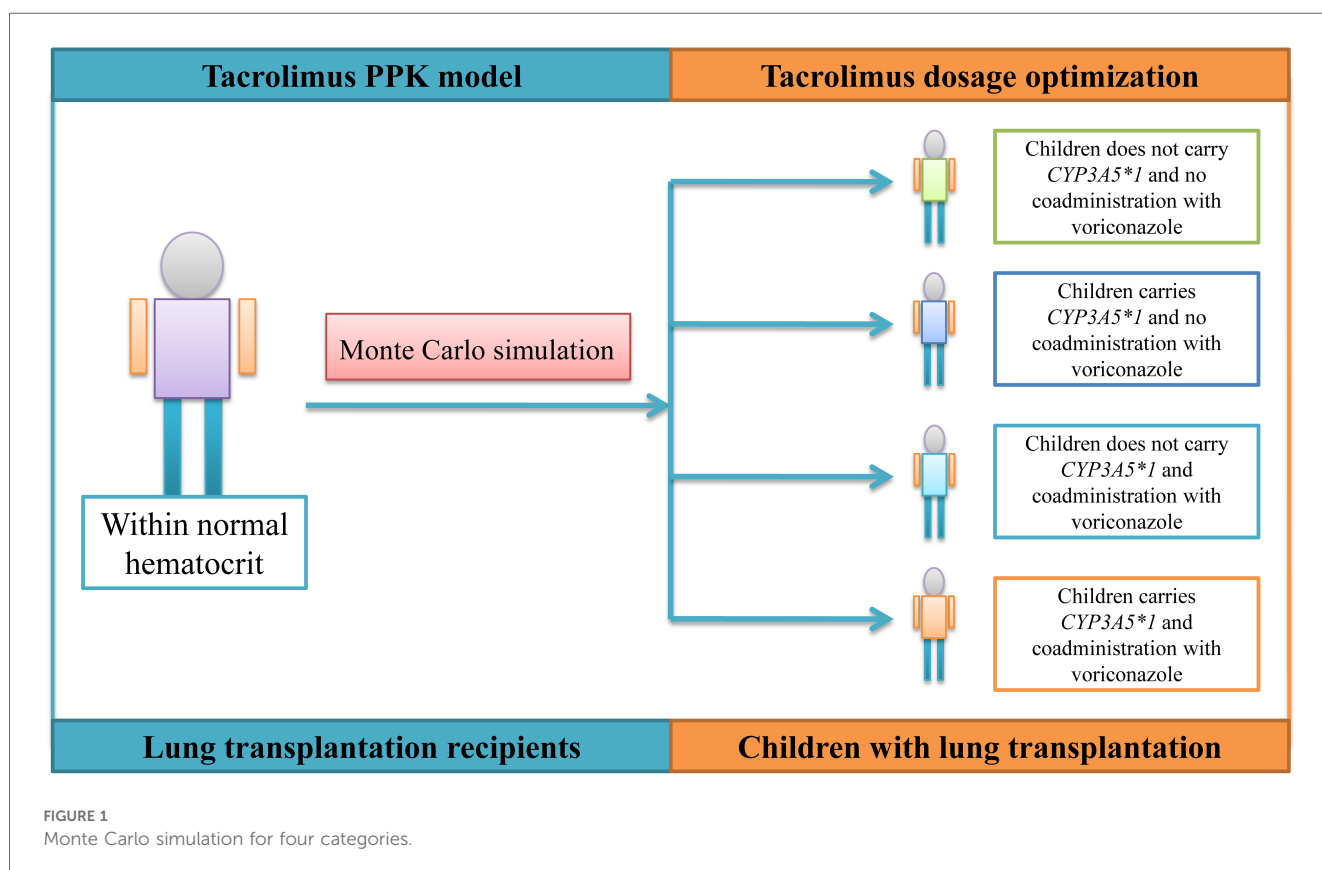 Tacrolimus PPK model
Tacrolimus dosage optimization
Children does not carry
CYP3A5*1 and no
coadministration with
voriconazole
Children carries
CYP3A5*1 and no
coadministration with
voriconazole
Monte Carlo simulation
Children does not carry
CYP3A5*1 and
coadministration with
voriconazole
Within normal
hematocrit
Children carries
CYP3A5*1 and
coadministration with
voriconazole
Lung transplantation recipients
Children with lung transplantation
FIGURE 1
Monte Carlo simulation for four categories.